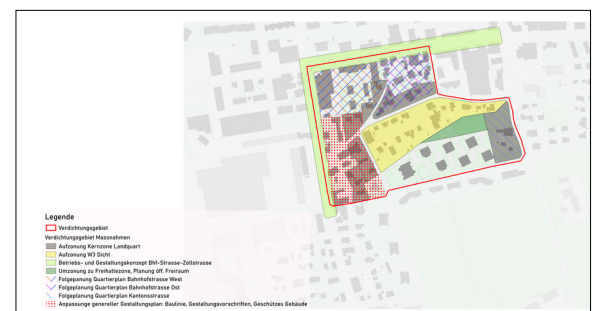 Legende
Verdichtungsgebiet
Verdichtungsgebiet Massnahmen
Aufzonung Kernzone Landquart
Aufzonung W3 Dicht
Betriebs- und Gestaltungskonzept Bhf-Strasse-Zollstrasse
Umzonung zu Freihaltezone, Planung öff. Freiraum
Folgepanung Quartierplan Bahnhofstrasse West
Folgeplanung Quartierplan Bahnhofstrasse Ost
Folgeplanung Quartierplan Kantonsstrasse
Anpassunge genereller Gestaltungsplan: Baulinie, Gestaltungsvorschriften, Geschützes Gebäude